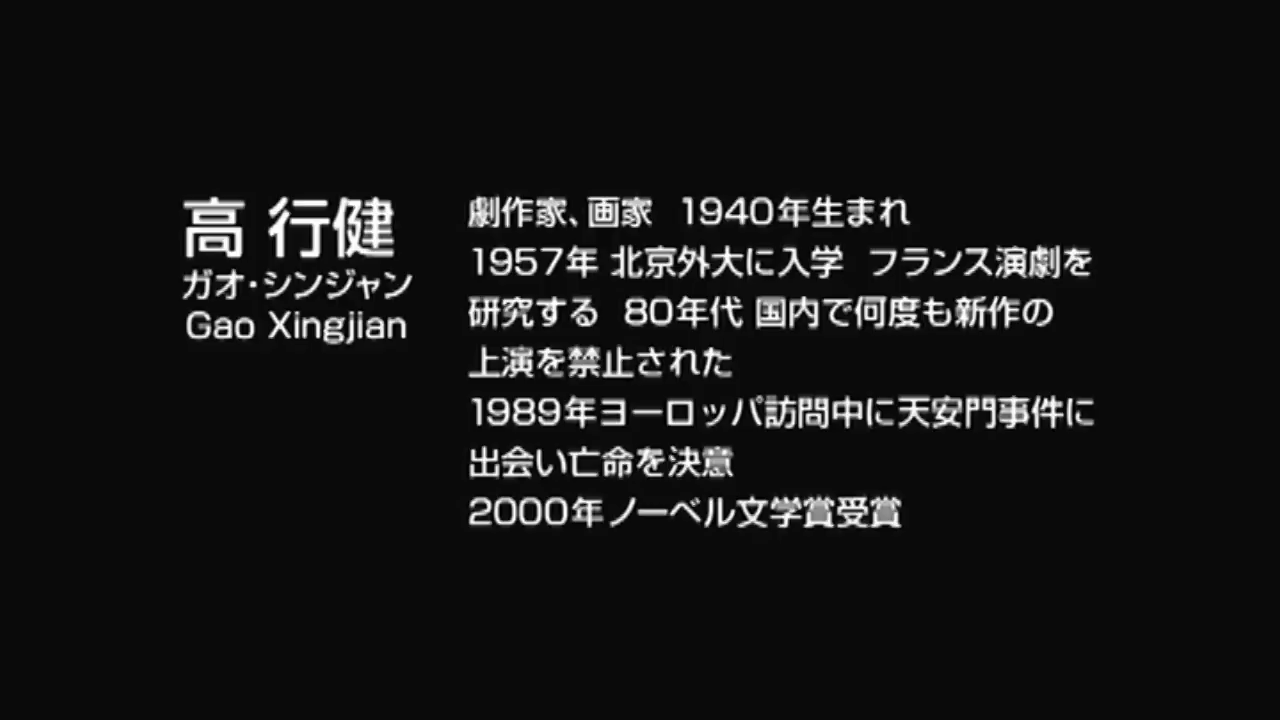 高 行健
ガオ・シンジャン
Gao Xingjian
劇作家、画家 1940年生まれ
1957年 北京外大に入学 フランス演劇を
研究する 80年代 国内で何度も新作の
上演を禁止された
1989年ヨーロッパ訪問中に天安門事件に
出会い亡命を決意
2000年ノーベル文学賞受賞